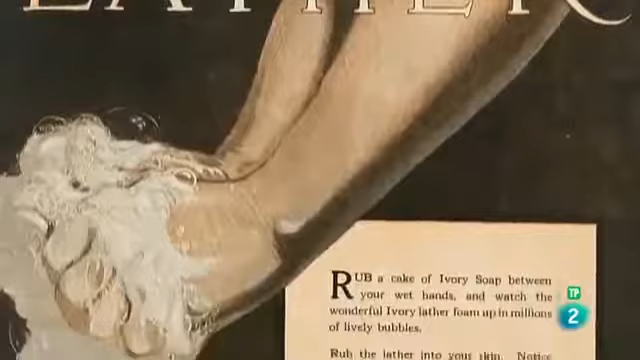 LATHER
RUB a cake of Ivory Soap between
your wet hands, and watch the
wonderful Ivory lather foam up in millions
of lively bubbles.
Rub the lather into your skin. Notice
TP
2